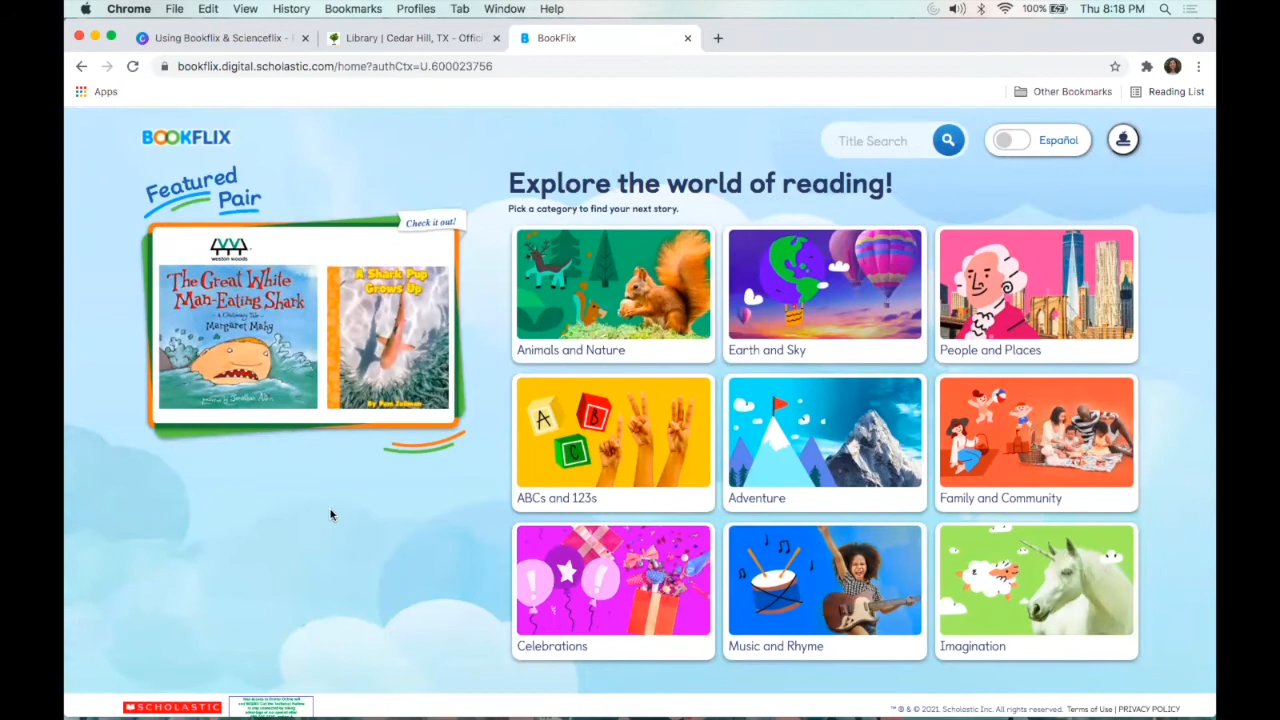 Chrome File Edit View History Bookmarks Profiles Tab Window Help
100% Thu 8:18 PM
Using Bookflix & Scienceflix -
Library | Cedar Hill, TX - Offici
BookFlix
bookflix.digital.scholastic.com/home?authCtx=U.600023756
Apps
Other Bookmarks
Reading List
BOOKFLIX
Title Search
Español
Featured
Pair
Check it out!
weston woods
The Great White
Man-Eating Shark
A Cautionary Tale
Margaret Mahy
A Shark Pup
Grows Up
By Pam Zollman
Explore the world of reading!
Pick a category to find your next story.
Animals and Nature
Earth and Sky
People and Places
A
B
C
ABCs and 123s
Adventure
Family and Community
Celebrations
Music and Rhyme
Imagination
SCHOLASTIC
™ ® & © 2021. Scholastic Inc. All rights reserved. Terms of Use | PRIVACY POLICY